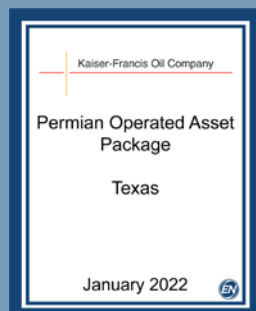 Kaiser-Francis Oil Company
Permian Operated Asset
Package
Texas
January 2022
EN